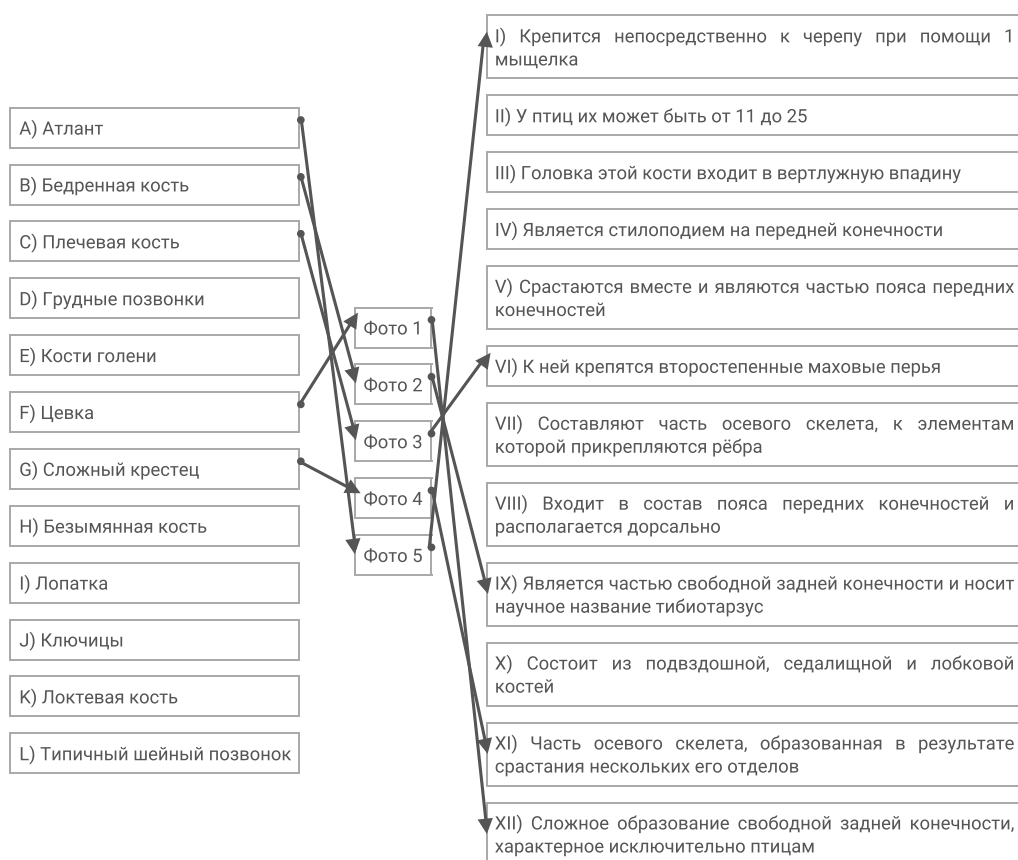 A) Атлант
B) Бедренная кость
C) Плечевая кость
D) Грудные позвонки
E) Кости голени
F) Цевка
G) Сложный крестец
H) Безымянная кость
I) Лопатка
J) Ключицы
K) Локтевая кость
L) Типичный шейный позвонок
Фото 1
Фото 2
Фото 3
Фото 4
Фото 5
I) Крепится непосредственно к черепу при помощи 1
мыщелка
II) У птиц их может быть от 11 до 25
III) Головка этой кости входит в вертлужную впадину
IV) Является стилоподием на передней конечности
V) Срастаются вместе и являются частью пояса передних
конечностей
VI) К ней крепятся второстепенные маховые перья
VII) Составляют часть осевого скелета, к элементам
которой прикрепляются рёбра
VIII) Входит в состав пояса передних конечностей и
располагается дорсально
IX) Является частью свободной задней конечности и носит
научное название тибиотарзус
X) Состоит из подвздошной, седалищной и лобковой
костей
XI) Часть осевого скелета, образованная в результате
срастания нескольких его отделов
XII) Сложное образование свободной задней конечности,
характерное исключительно птицам